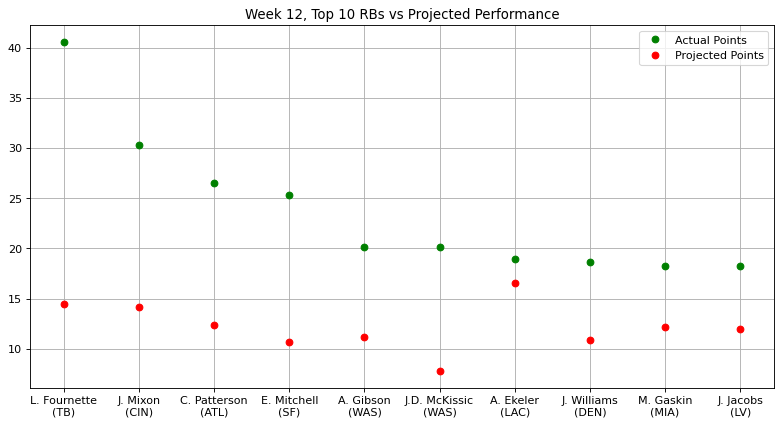 Week 12, Top 10 RBs vs Projected Performance
Actual Points
Projected Points
40
35
30
25
20
15
10
L. Fournette
(TB)
J. Mixon
(CIN)
C. Patterson
(ATL)
E. Mitchell
(SF)
A. Gibson
(WAS)
J.D. McKissic
(WAS)
A. Ekeler
(LAC)
J. Williams
(DEN)
M. Gaskin
(MIA)
J. Jacobs
(LV)